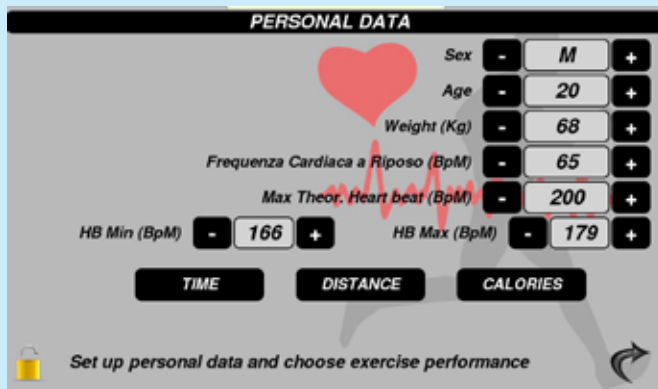 PERSONAL DATA
Sex - M +
Age - 20 +
Weight (Kg) - 68 +
Frequenza Cardiaca a Riposo (BpM) - 65 +
Max Theor. Heart beat (BpM) - 200 +
HB Min (BpM) - 166 + HB Max (BpM) - 179 +
TIME DISTANCE CALORIES
Set up personal data and choose exercise performance